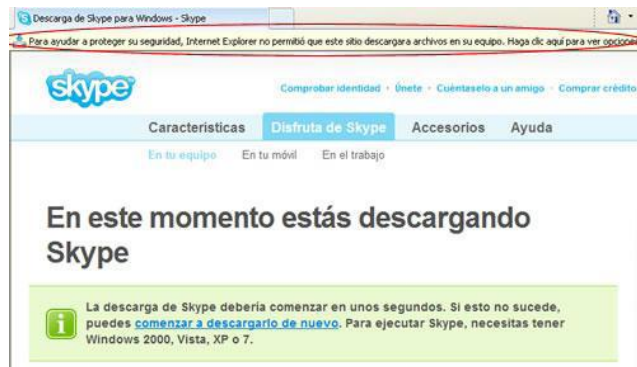 Descarga de Skype para Windows - Skype
Para ayudar a proteger su seguridad, Internet Explorer no permitió que este sitio descargara archivos en su equipo. Haga clic aquí para ver opciones
skype
Comprobar identidad · Únete · Cuéntaselo a un amigo · Comprar crédito
Características Disfruta de Skype Accesorios Ayuda
En tu equipo En tu móvil En el trabajo
En este momento estás descargando
Skype
La descarga de Skype debería comenzar en unos segundos. Si esto no sucede,
puedes comenzar a descargarlo de nuevo. Para ejecutar Skype, necesitas tener
Windows 2000, Vista, XP o 7.